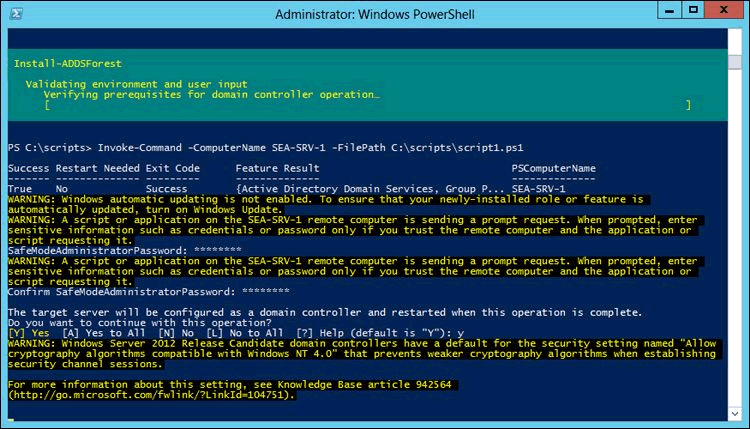 Administrator: Windows PowerShell
Install-ADDSForest
Validating environment and user input
Verifying prerequisites for domain controller operation…
[ ]
PS C:\scripts> Invoke-Command -ComputerName SEA-SRV-1 -FilePath C:\scripts\script1.ps1
Success Restart Needed Exit Code Feature Result PSComputerName
------- -------------- --------- -------------- --------------
True No Success {Active Directory Domain Services, Group P... SEA-SRV-1
WARNING: Windows automatic updating is not enabled. To ensure that your newly-installed role or feature is
automatically updated, turn on Windows Update.
WARNING: A script or application on the SEA-SRV-1 remote computer is sending a prompt request. When prompted, enter
sensitive information such as credentials or password only if you trust the remote computer and the application or
script requesting it.
SafeModeAdministratorPassword: ********
WARNING: A script or application on the SEA-SRV-1 remote computer is sending a prompt request. When prompted, enter
sensitive information such as credentials or password only if you trust the remote computer and the application or
script requesting it.
Confirm SafeModeAdministratorPassword: ********
The target server will be configured as a domain controller and restarted when this operation is complete.
Do you want to continue with this operation?
[Y] Yes [A] Yes to All [N] No [L] No to All [?] Help (default is "Y"): y
WARNING: Windows Server 2012 Release Candidate domain controllers have a default for the security setting named "Allow
cryptography algorithms compatible with Windows NT 4.0" that prevents weaker cryptography algorithms when establishing
security channel sessions.
For more information about this setting, see Knowledge Base article 942564
(http://go.microsoft.com/fwlink/?LinkId=104751).